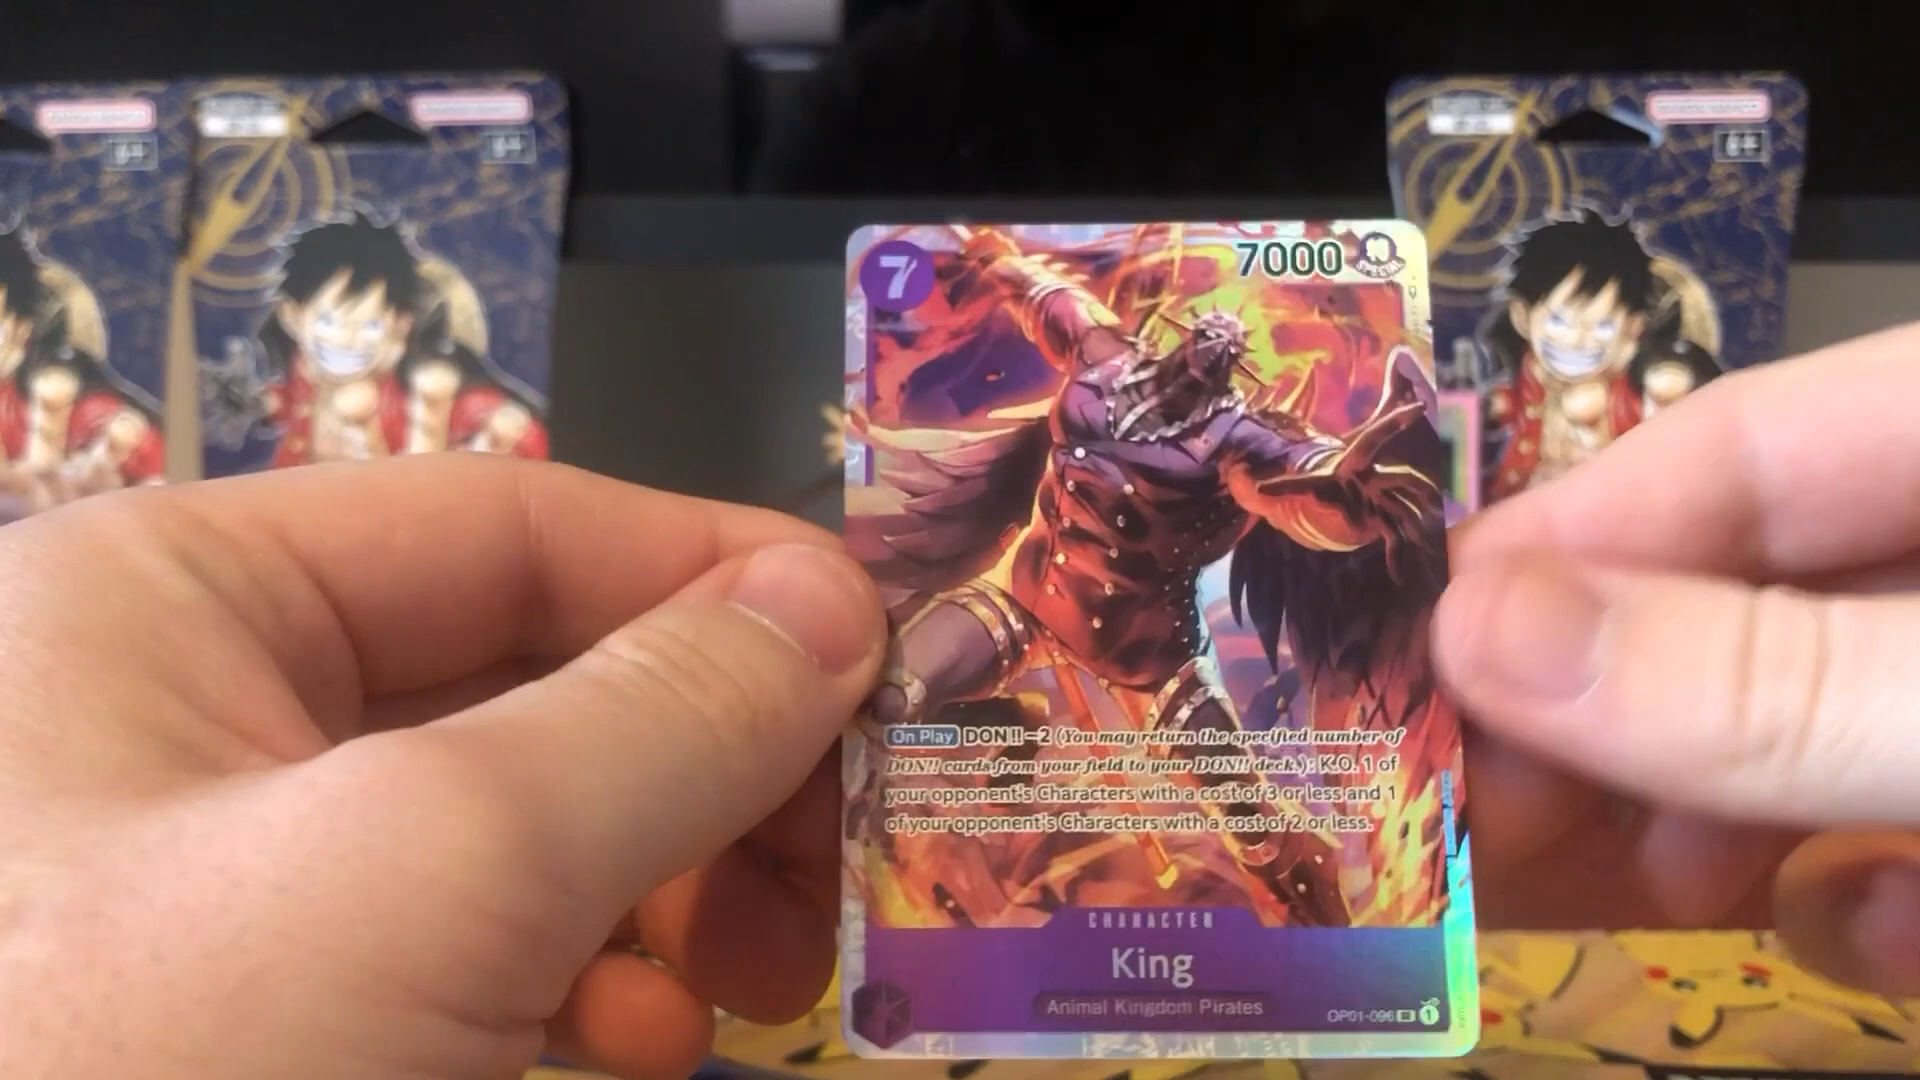 7
7000
SPECIAL
On Play DON!! −2 (You may return the specified number of
DON!! cards from your field to your DON!! deck.): K.O. 1 of
your opponent's Characters with a cost of 3 or less and 1
of your opponent's Characters with a cost of 2 or less.
CHARACTER
King
Animal Kingdom Pirates
OP01-096 SR 1